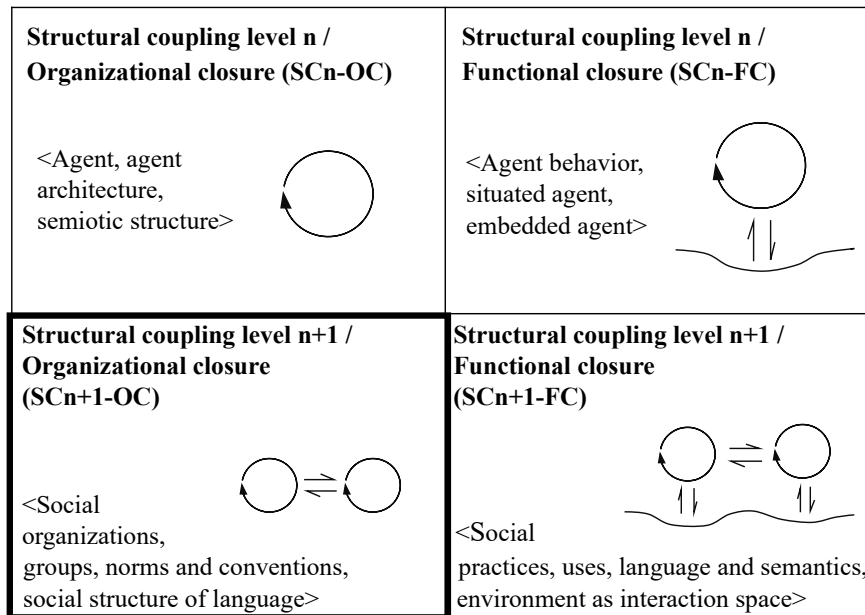 Structural coupling level n /
Organizational closure (SCn-OC)
<Agent, agent
architecture,
semiotic structure>
Structural coupling level n /
Functional closure (SCn-FC)
<Agent behavior,
situated agent,
embedded agent>
Structural coupling level n+1 /
Organizational closure
(SCn+1-OC)
<Social
organizations,
groups, norms and conventions,
social structure of language>
Structural coupling level n+1 /
Functional closure
(SCn+1-FC)
<Social
practices, uses, language and semantics,
environment as interaction space>